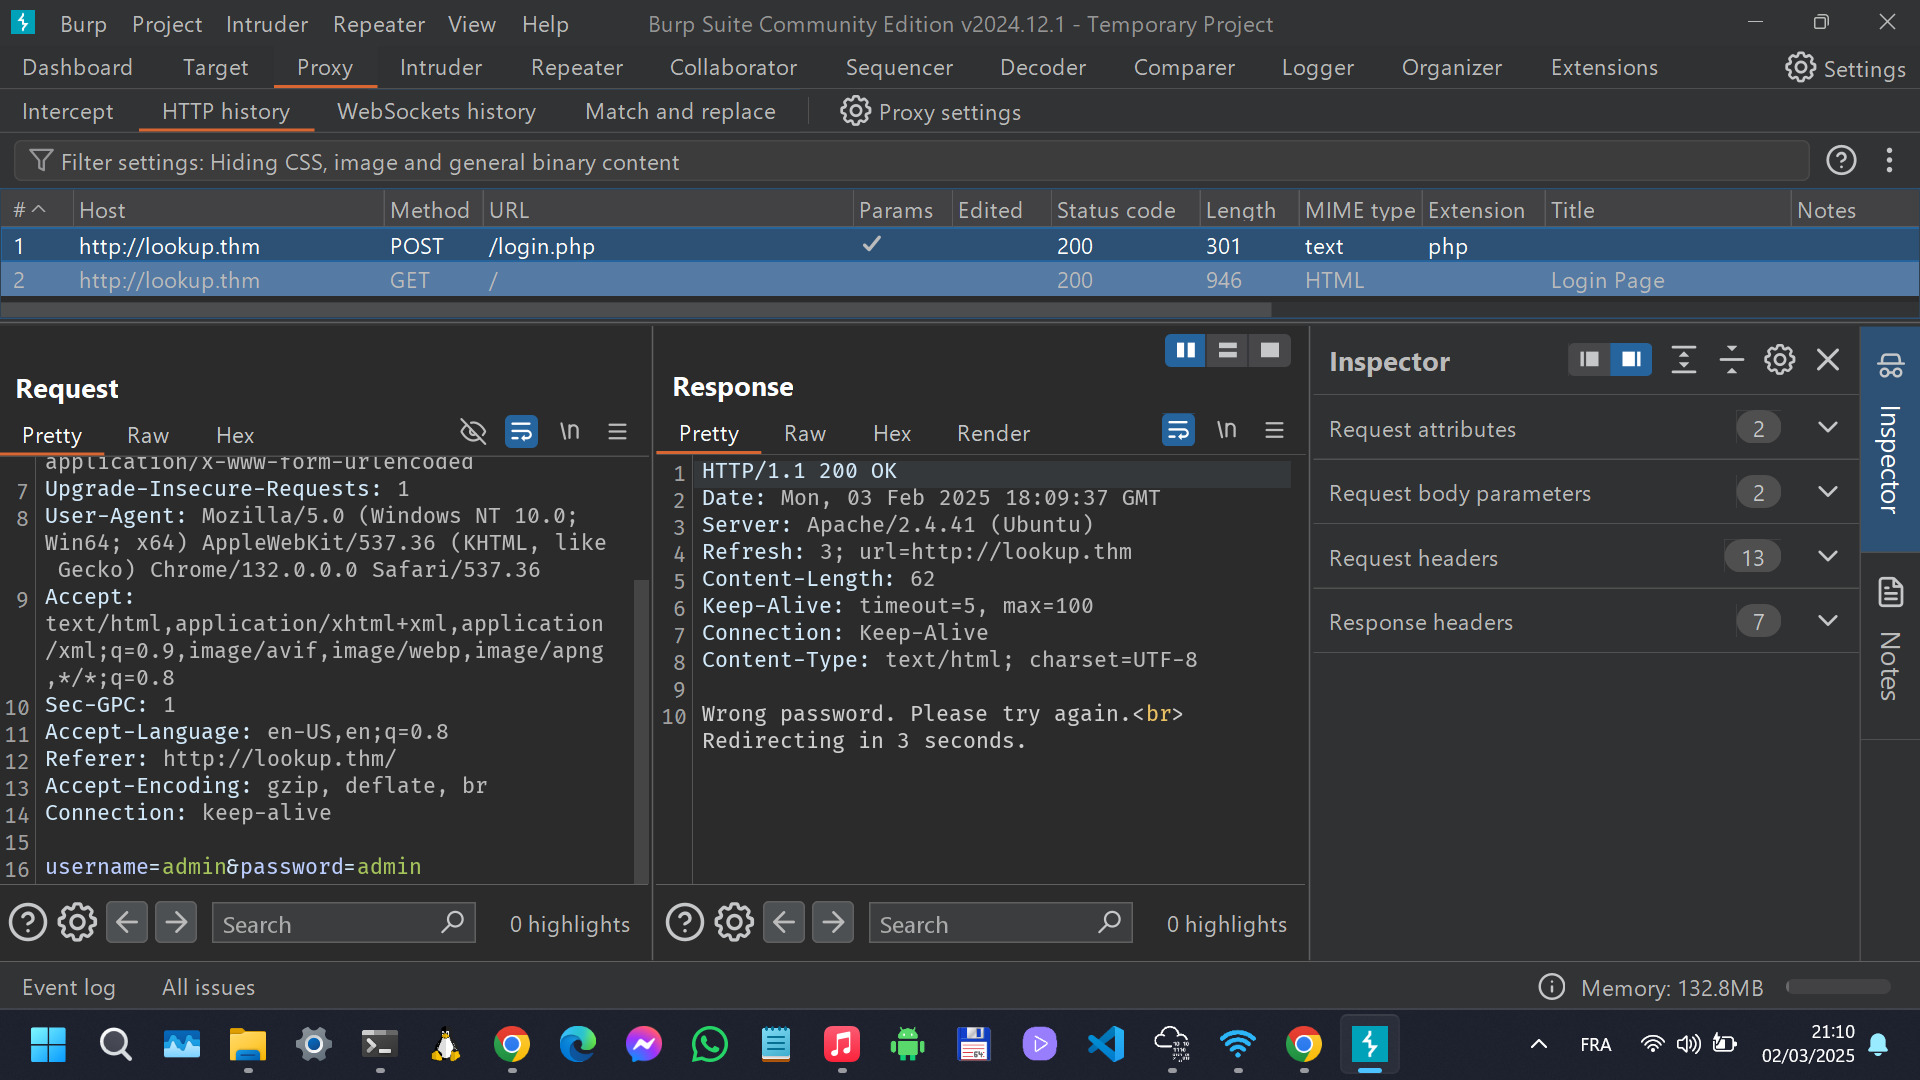 Burp Project Intruder Repeater View Help Burp Suite Community Edition v2024.12.1 - Temporary Project
Dashboard Target Proxy Intruder Repeater Collaborator Sequencer Decoder Comparer Logger Organizer Extensions Settings
Intercept HTTP history WebSockets history Match and replace Proxy settings
Filter settings: Hiding CSS, image and general binary content
# Host Method URL Params Edited Status code Length MIME type Extension Title Notes
1 http://lookup.thm POST /login.php ✓ 200 301 text php
2 http://lookup.thm GET / 200 946 HTML Login Page
Request
Pretty Raw Hex
\n
application/x-www-form-urlencoded
7 Upgrade-Insecure-Requests: 1
8 User-Agent: Mozilla/5.0 (Windows NT 10.0;
Win64; x64) AppleWebKit/537.36 (KHTML, like
Gecko) Chrome/132.0.0.0 Safari/537.36
9 Accept:
text/html,application/xhtml+xml,application
/xml;q=0.9,image/avif,image/webp,image/apng
,*/*;q=0.8
10 Sec-GPC: 1
11 Accept-Language: en-US,en;q=0.8
12 Referer: http://lookup.thm/
13 Accept-Encoding: gzip, deflate, br
14 Connection: keep-alive
15
16 username=admin&password=admin
Search 0 highlights
Response
Pretty Raw Hex Render
\n
1 HTTP/1.1 200 OK
2 Date: Mon, 03 Feb 2025 18:09:37 GMT
3 Server: Apache/2.4.41 (Ubuntu)
4 Refresh: 3; url=http://lookup.thm
5 Content-Length: 62
6 Keep-Alive: timeout=5, max=100
7 Connection: Keep-Alive
8 Content-Type: text/html; charset=UTF-8
9
10 Wrong password. Please try again.<br>
Redirecting in 3 seconds.
Search 0 highlights
Inspector
Request attributes 2
Request body parameters 2
Request headers 13
Response headers 7
Inspector
Notes
Event log All issues Memory: 132.8MB
FRA
21:10
02/03/2025